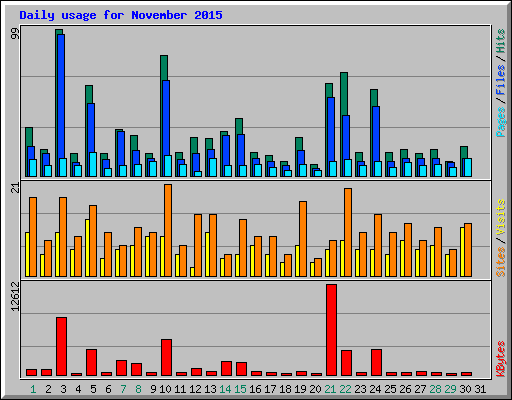 Daily usage for November 2015
99
Pages / Files / Hits
21
Sites / Visits
12612
KBytes
1 2 3 4 5 6 7 8 9 10 11 12 13 14 15 16 17 18 19 20 21 22 23 24 25 26 27 28 29 30 31